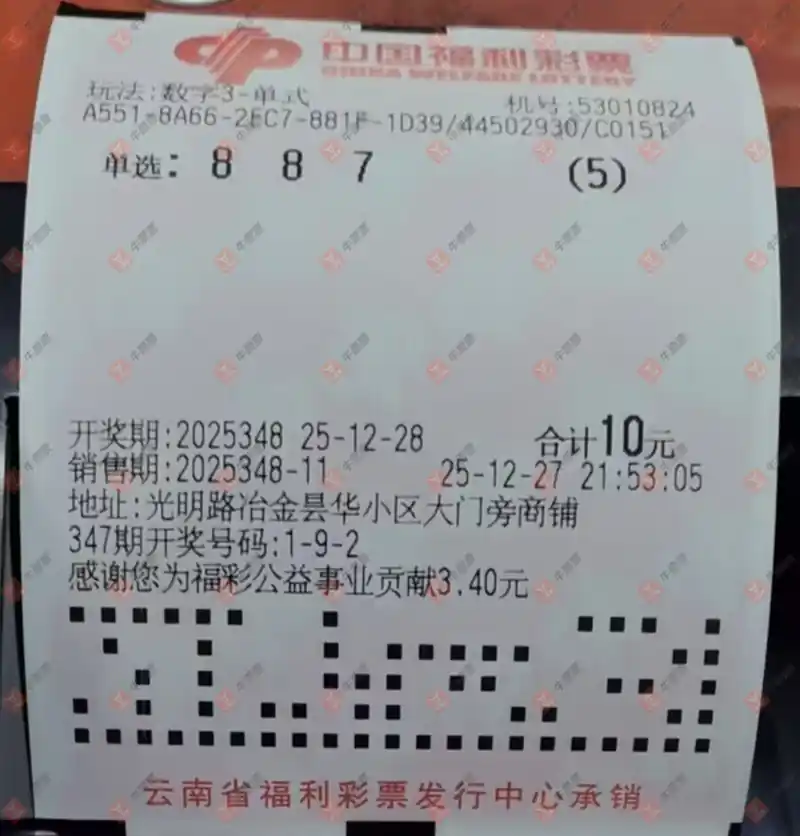 中国福利彩票
CHINA WELFARE LOTTERY
玩法:数字3-单式 机号:53010824
A551-8A66-2EC7-881F-1D39/44502930/C0151
单选: 8 8 7 (5)
开奖期:2025348 25-12-28 合计10元
销售期:2025348-11 25-12-27 21:53:05
地址:光明路冶金昙华小区大门旁商铺
347期开奖号码:1-9-2
感谢您为福彩公益事业贡献3.40元
云南省福利彩票发行中心承销